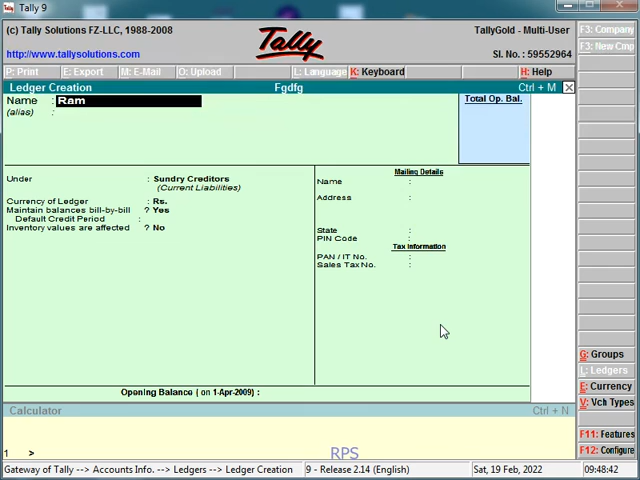 Tally 9
(c) Tally Solutions FZ-LLC, 1988-2008
TallyGold - Multi-User
http://www.tallysolutions.com
Tally
Sl. No. : 59552964
F3: Company
F3: New Cmp
P: Print
E: Export
M: E-Mail
O: Upload
L: Language
K: Keyboard
H: Help
Ledger Creation
Fgdfg
Ctrl + M
Name : Ram
(alias) :
Total Op. Bal.
Under : Sundry Creditors
(Current Liabilities)
Currency of Ledger : Rs.
Maintain balances bill-by-bill ? Yes
Default Credit Period :
Inventory values are affected ? No
Mailing Details
Name :
Address :
State :
PIN Code :
Tax Information
PAN / IT No. :
Sales Tax No. :
Opening Balance ( on 1-Apr-2009) :
G: Groups
L: Ledgers
E: Currency
V: Vch Types
F11: Features
F12: Configure
Calculator
Ctrl + N
1 >
RPS
Gateway of Tally --> Accounts Info. --> Ledgers --> Ledger Creation
9 - Release 2.14 (English)
Sat, 19 Feb, 2022
09:48:42